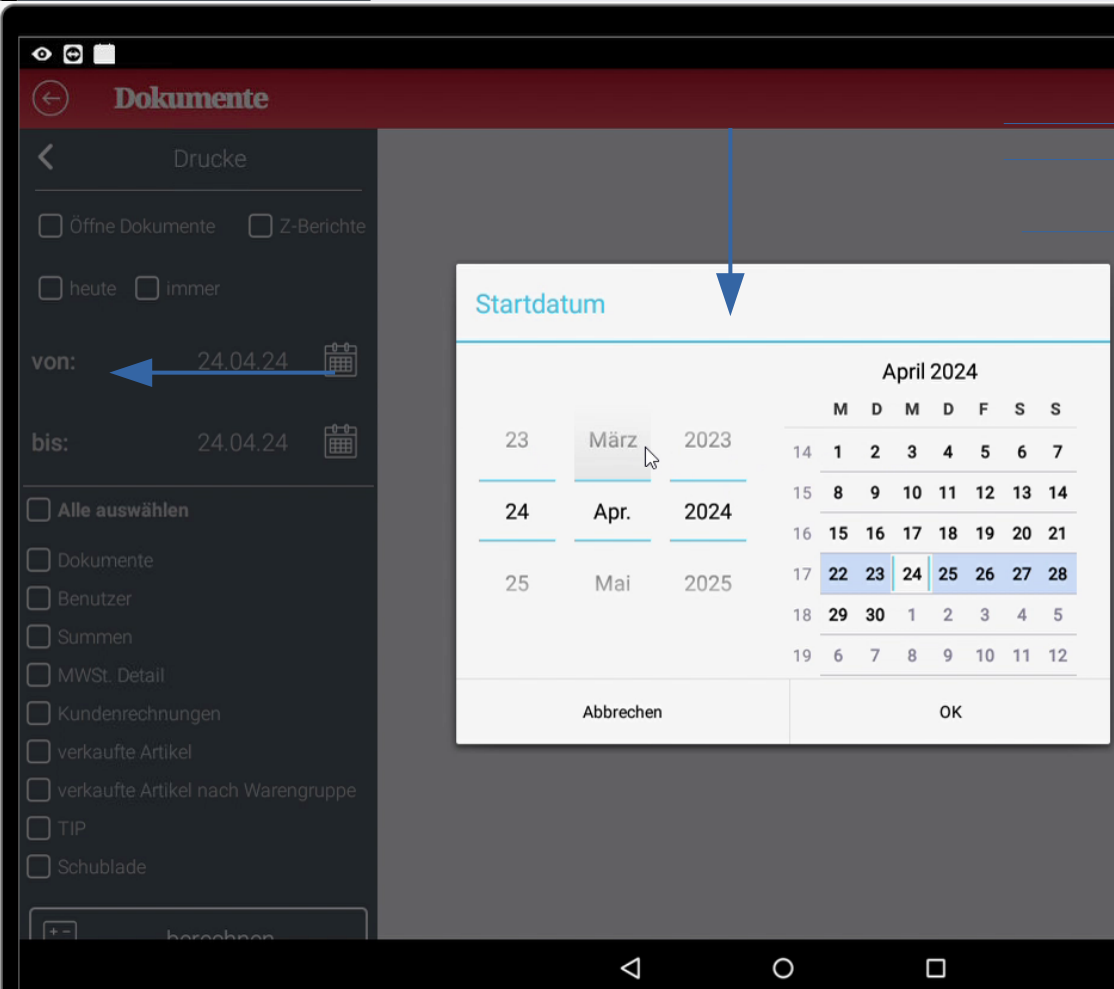 Dokumente
Drucke
Öffne Dokumente Z-Berichte
heute immer
von: 24.04.24
bis: 24.04.24
Alle auswählen
Dokumente
Benutzer
Summen
MWSt. Detail
Kundenrechnungen
verkaufte Artikel
verkaufte Artikel nach Warengruppe
TIP
Schublade
berechnen
Startdatum
23 März 2023
24 Apr. 2024
25 Mai 2025
April 2024
M D M D F S S
14 1 2 3 4 5 6 7
15 8 9 10 11 12 13 14
16 15 16 17 18 19 20 21
17 22 23 24 25 26 27 28
18 29 30 1 2 3 4 5
19 6 7 8 9 10 11 12
Abbrechen OK